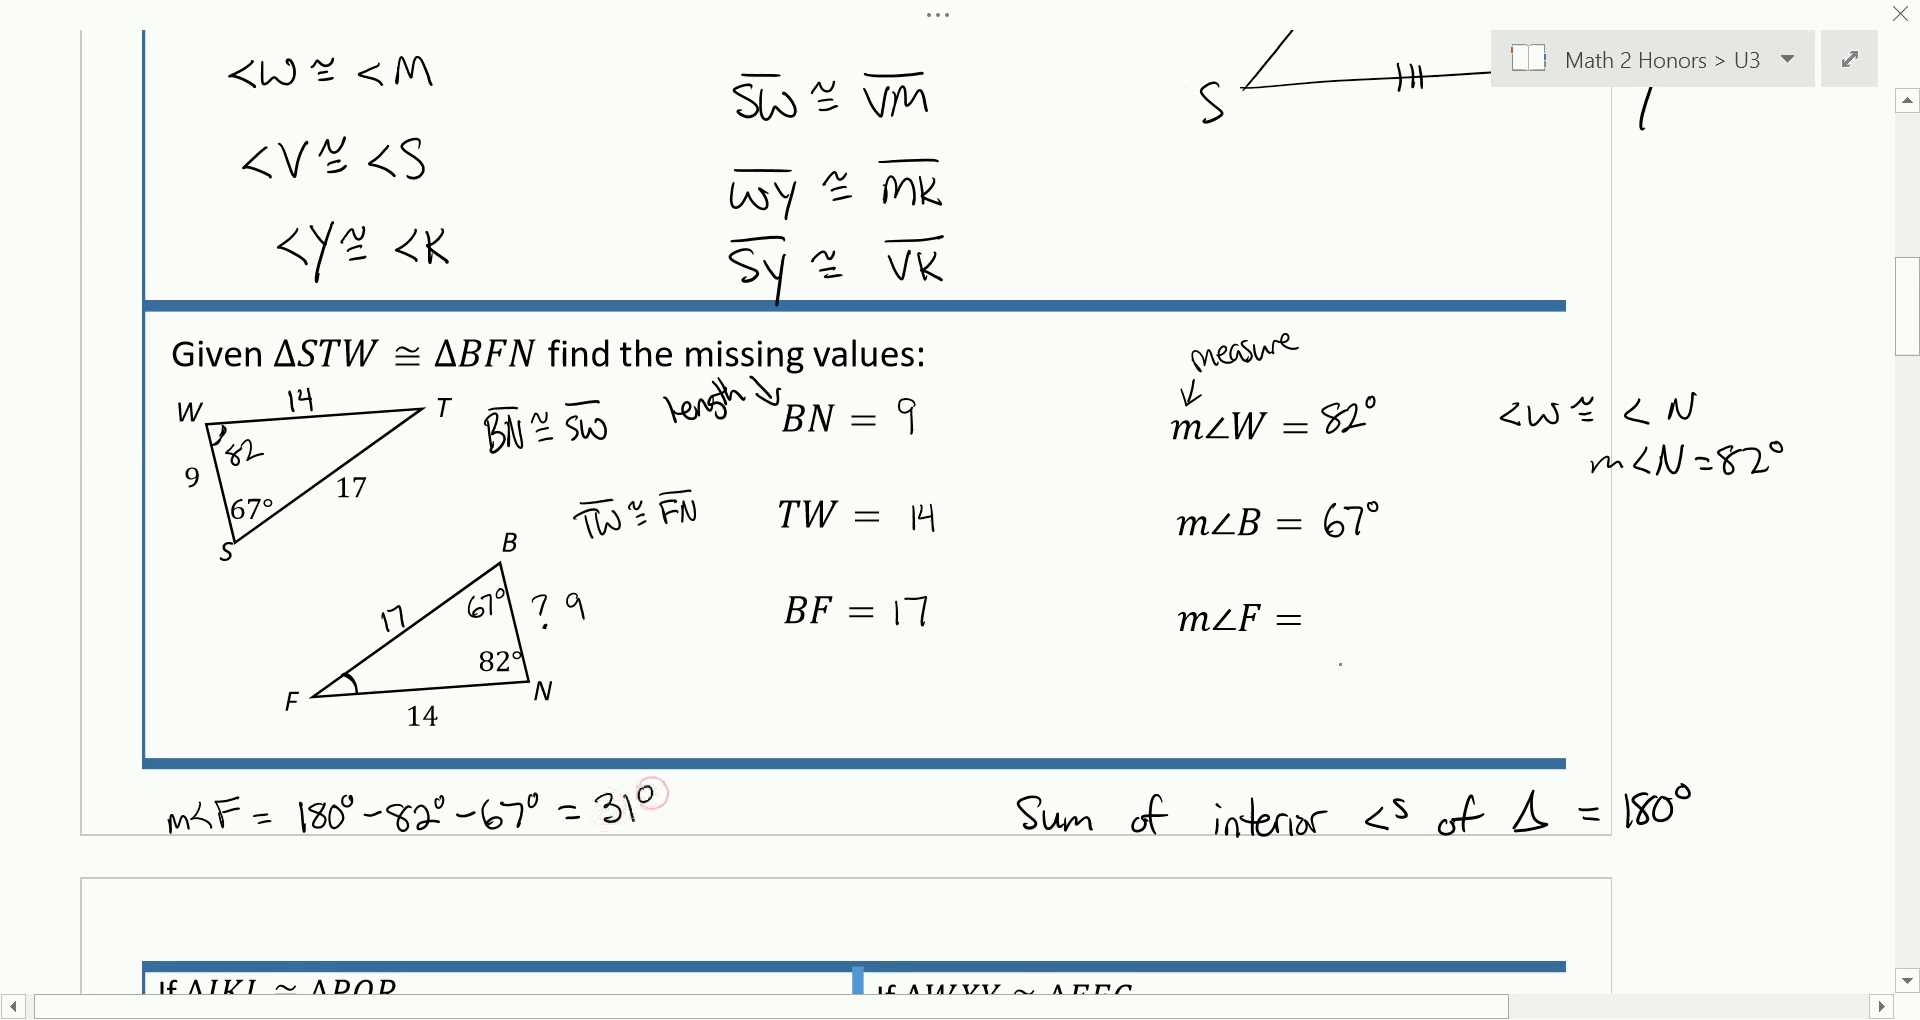 Math 2 Honors > U3
<W ≅ <M
SW ≅ VM
S
<V ≅ <S
WY ≅ MK
<Y ≅ <K
SY ≅ VK
Given ΔSTW ≅ ΔBFN find the missing values:
measure
W 14 T
length
BN ≅ SW
BN = 9
m∠W = 82°
<W ≅ <N
82
9
m<N = 82°
17
67°
S
TW ≅ FN
TW = 14
m∠B = 67°
B
17
67°
? 9
BF = 17
m∠F =
82°
F
N
14
m<F = 180° - 82° - 67° = 31°
Sum of interior <s of Δ = 180°